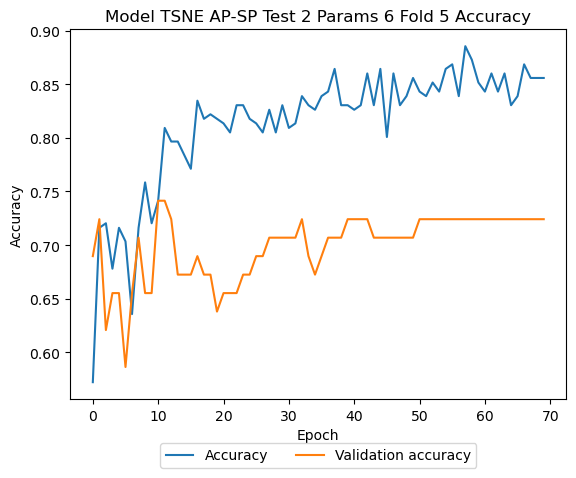 Model TSNE AP-SP Test 2 Params 6 Fold 5 Accuracy
0.90
0.85
0.80
0.75
0.70
0.65
0.60
Accuracy
0 10 20 30 40 50 60 70
Epoch
Accuracy Validation accuracy